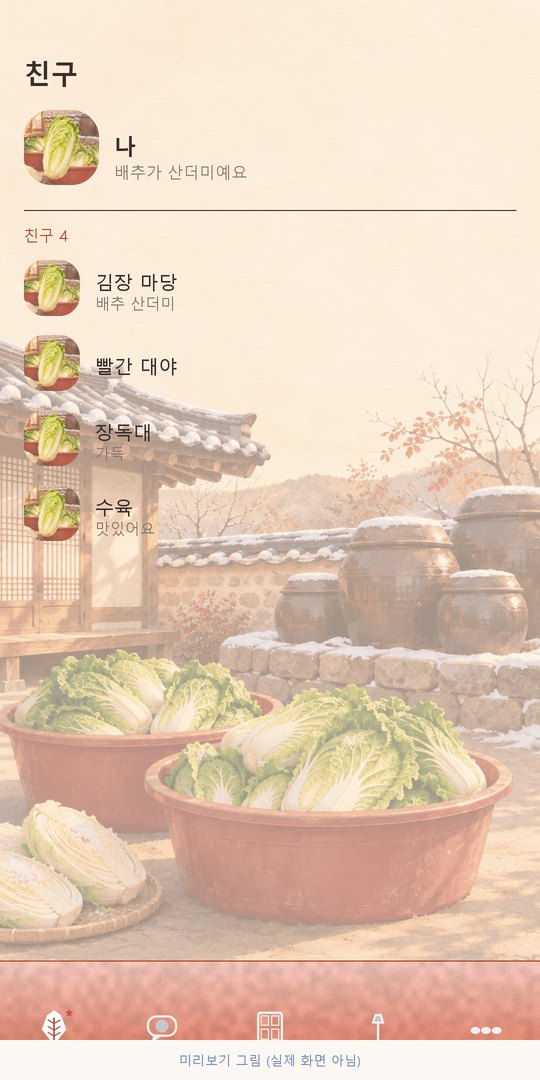 친구
나
배추가 산더미예요
친구 4
김장 마당
배추 산더미
빨간 대야
장독대
가득
수육
맛있어요
미리보기 그림 (실제 화면 아님)